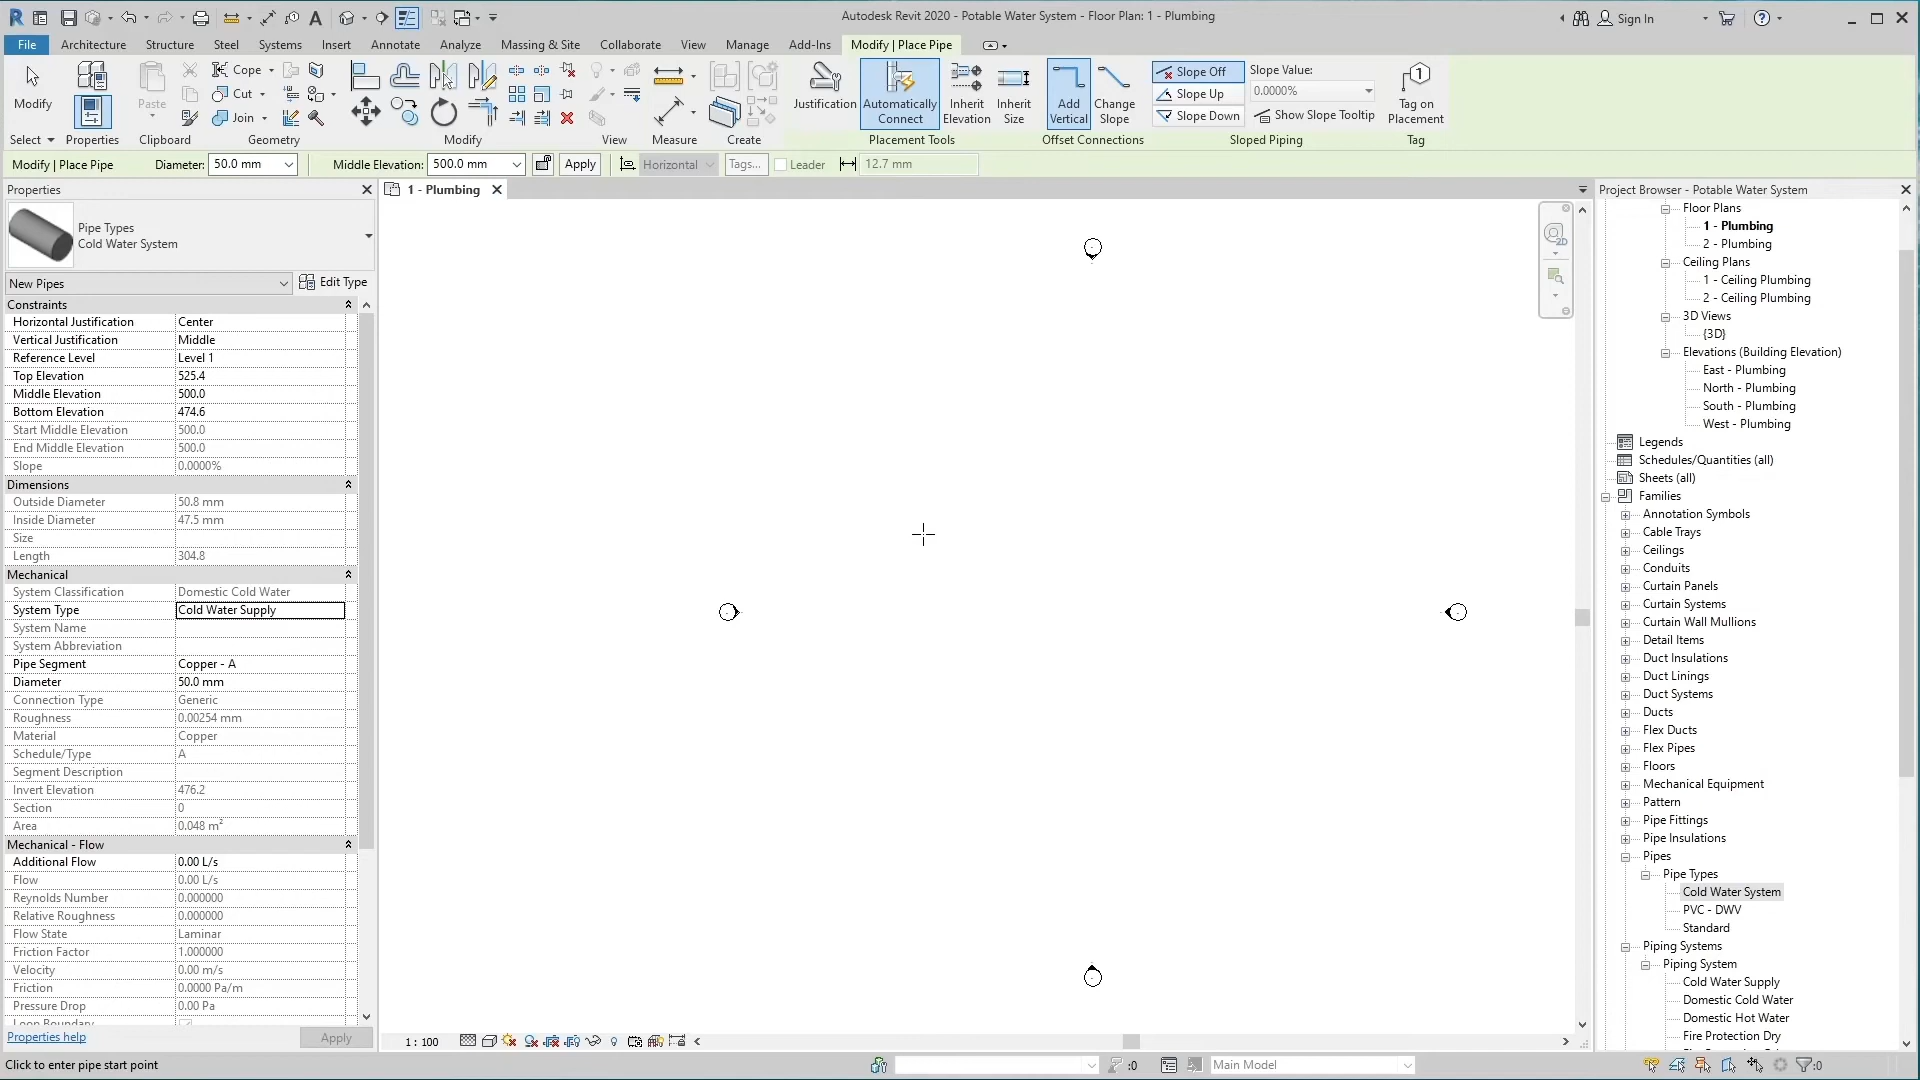 Autodesk Revit 2020 - Potable Water System - Floor Plan: 1 - Plumbing
Sign In
File Architecture Structure Steel Systems Insert Annotate Analyze Massing & Site Collaborate View Manage Add-Ins Modify | Place Pipe
Modify
Paste
Cope
Cut
Join
Justification
Automatically Connect
Inherit Elevation
Inherit Size
Add Vertical
Change Slope
Slope Off
Slope Up
Slope Down
Slope Value:
0.0000%
Show Slope Tooltip
Tag on Placement
Select Properties Clipboard Geometry Modify View Measure Create Placement Tools Offset Connections Sloped Piping Tag
Modify | Place Pipe Diameter: 50.0 mm Middle Elevation: 500.0 mm Apply Horizontal Tags... Leader 12.7 mm
Properties
Pipe Types
Cold Water System
New Pipes Edit Type
Constraints
Horizontal Justification Center
Vertical Justification Middle
Reference Level Level 1
Top Elevation 525.4
Middle Elevation 500.0
Bottom Elevation 474.6
Start Middle Elevation 500.0
End Middle Elevation 500.0
Slope 0.0000%
Dimensions
Outside Diameter 50.8 mm
Inside Diameter 47.5 mm
Size
Length 304.8
Mechanical
System Classification Domestic Cold Water
System Type Cold Water Supply
System Name
System Abbreviation
Pipe Segment Copper - A
Diameter 50.0 mm
Connection Type Generic
Roughness 0.00254 mm
Material Copper
Schedule/Type A
Segment Description
Invert Elevation 476.2
Section 0
Area 0.048 m²
Mechanical - Flow
Additional Flow 0.00 L/s
Flow 0.00 L/s
Reynolds Number 0.000000
Relative Roughness 0.000000
Flow State Laminar
Friction Factor 1.000000
Velocity 0.00 m/s
Friction 0.0000 Pa/m
Pressure Drop 0.00 Pa
Loop Boundary
Properties help Apply
1 - Plumbing
2D
1 : 100
Project Browser - Potable Water System
Floor Plans
1 - Plumbing
2 - Plumbing
Ceiling Plans
1 - Ceiling Plumbing
2 - Ceiling Plumbing
3D Views
{3D}
Elevations (Building Elevation)
East - Plumbing
North - Plumbing
South - Plumbing
West - Plumbing
Legends
Schedules/Quantities (all)
Sheets (all)
Families
Annotation Symbols
Cable Trays
Ceilings
Conduits
Curtain Panels
Curtain Systems
Curtain Wall Mullions
Detail Items
Duct Insulations
Duct Linings
Duct Systems
Ducts
Flex Ducts
Flex Pipes
Floors
Mechanical Equipment
Pattern
Pipe Fittings
Pipe Insulations
Pipes
Pipe Types
Cold Water System
PVC - DWV
Standard
Piping Systems
Piping System
Cold Water Supply
Domestic Cold Water
Domestic Hot Water
Fire Protection Dry
Click to enter pipe start point
:0
Main Model
:0